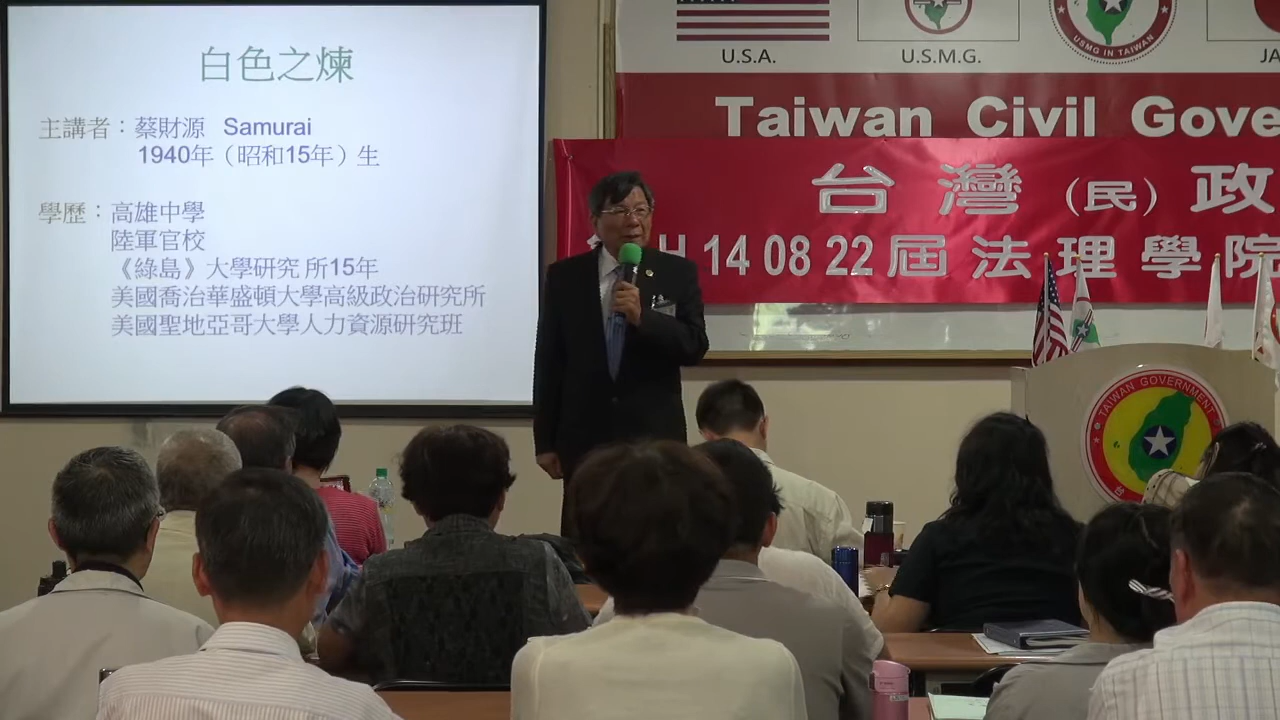 白色之煉
主講者：蔡財源 Samurai
1940年（昭和15年）生
學歷：高雄中學
陸軍官校
《綠島》大學研究 所15年
美國喬治華盛頓大學高級政治研究所
美國聖地亞哥大學人力資源研究班
U.S.A.
U.S.M.G.
USMG IN TAIWAN
JA
Taiwan Civil Gove
台灣（民）政
H 14 08 22 屆法理學院
TAIWAN GOVERNMENT